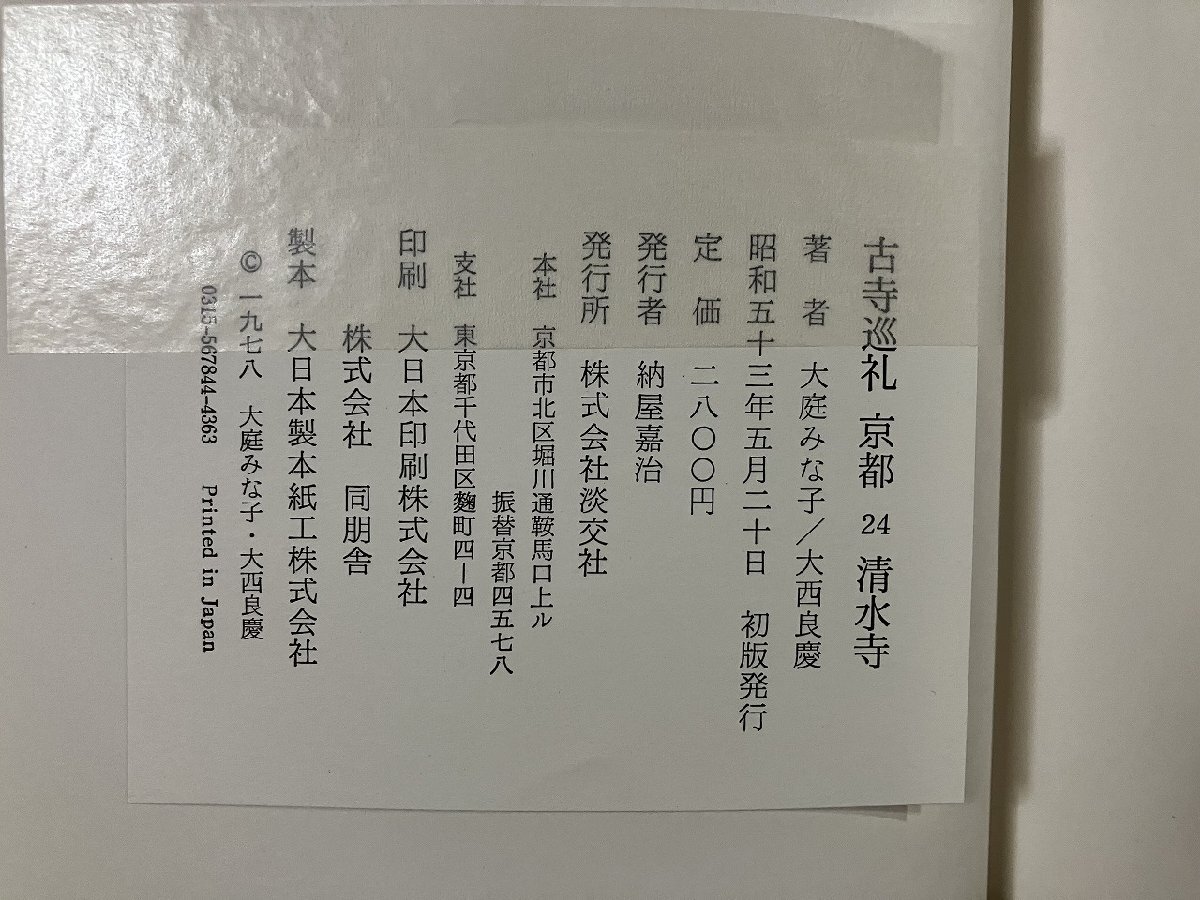 古寺巡礼 京都 24 清水寺
著者 大庭みな子／大西良慶
昭和五十三年五月二十日 初版発行
定価 二八〇〇円
発行者 納屋嘉治
発行所 株式会社淡交社
本社 京都市北区堀川通鞍馬口上ル
振替京都四五七八
支社 東京都千代田区麴町四ー四
印刷 大日本印刷株式会社
株式会社 同朋舎
製本 大日本製本紙工株式会社
© 一九七八 大庭みな子・大西良慶
0315-567844-4363 Printed in Japan